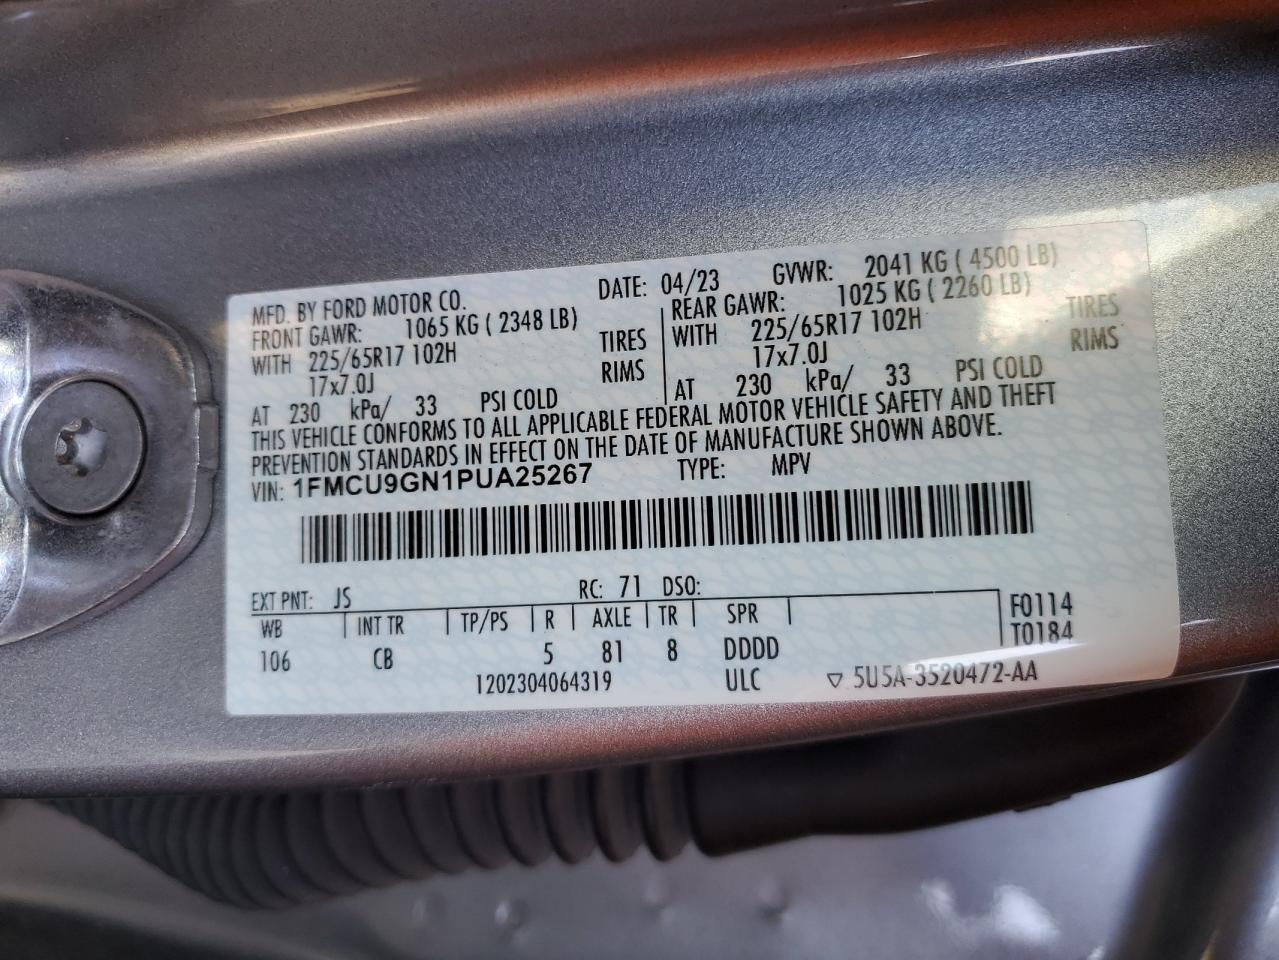 MFD. BY FORD MOTOR CO. DATE: 04/23 GVWR: 2041 KG ( 4500 LB)
FRONT GAWR: 1065 KG ( 2348 LB) REAR GAWR: 1025 KG ( 2260 LB)
WITH 225/65R17 102H TIRES WITH 225/65R17 102H TIRES
17x7.0J RIMS 17x7.0J RIMS
AT 230 kPa/ 33 PSI COLD AT 230 kPa/ 33 PSI COLD
THIS VEHICLE CONFORMS TO ALL APPLICABLE FEDERAL MOTOR VEHICLE SAFETY AND THEFT
PREVENTION STANDARDS IN EFFECT ON THE DATE OF MANUFACTURE SHOWN ABOVE.
VIN: 1FMCU9GN1PUA25267 TYPE: MPV
EXT PNT: JS RC: 71 DSO:
WB INT TR TP/PS R AXLE TR SPR F0114
106 CB 5 81 8 DDDD T0184
1202304064319 ULC ▽ 5U5A-3520472-AA